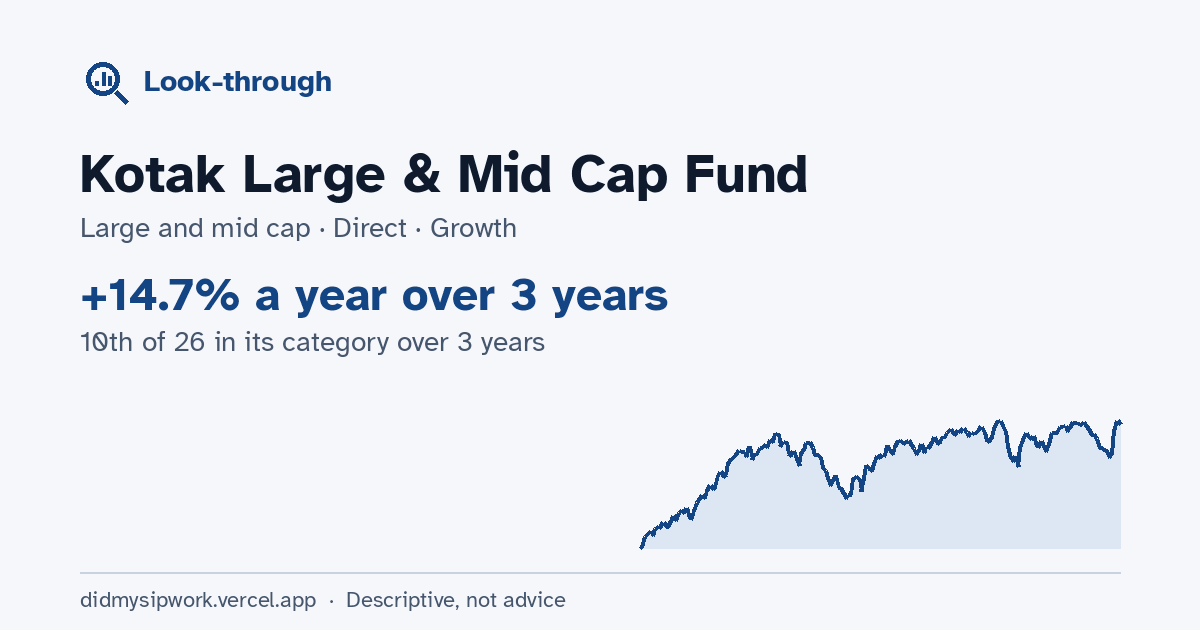 Look-through
Kotak Large & Mid Cap Fund
Large and mid cap · Direct · Growth
+14.7% a year over 3 years
10th of 26 in its category over 3 years
didmysipwork.vercel.app · Descriptive, not advice